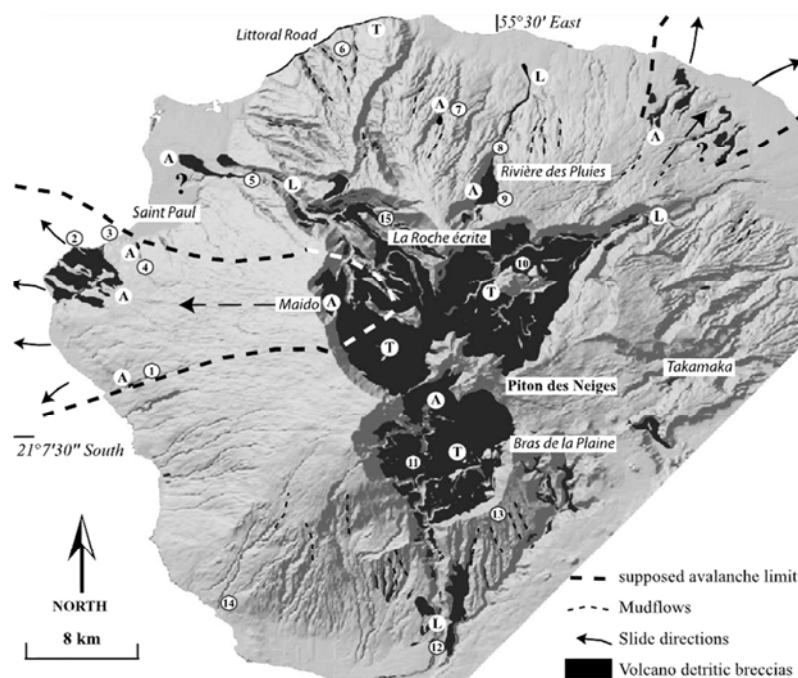 55°30' East
Littoral Road
T
6
A
7
L
A
?
8
Rivière des Pluies
A
?
5
L
A
9
L
Saint Paul
15
La Roche écrite
2
3
A
4
10
T
Maido
A
A
T
Takamaka
A
1
Piton des Neiges
A
21°7'30" South
Bras de la Plaine
11
T
13
NORTH
8 km
14
L
12
supposed avalanche limit
Mudflows
Slide directions
Volcano detritic breccias